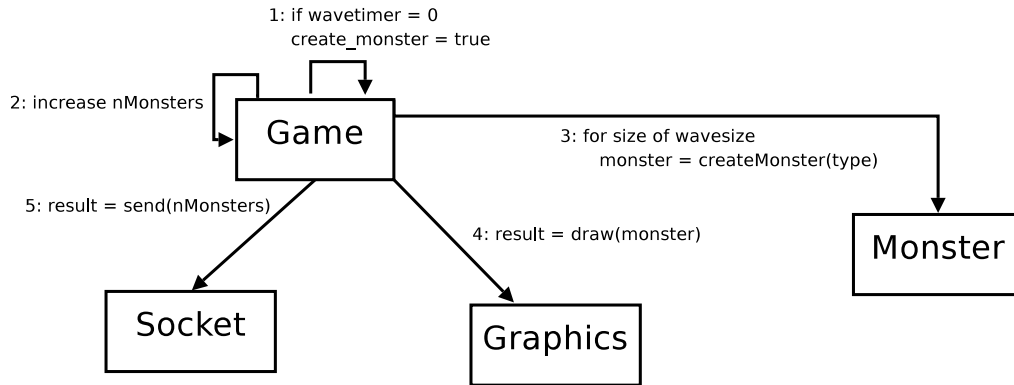 1: if wavetimer = 0
create_monster = true
2: increase nMonsters
Game
3: for size of wavesize
monster = createMonster(type)
5: result = send(nMonsters)
4: result = draw(monster)
Monster
Socket
Graphics